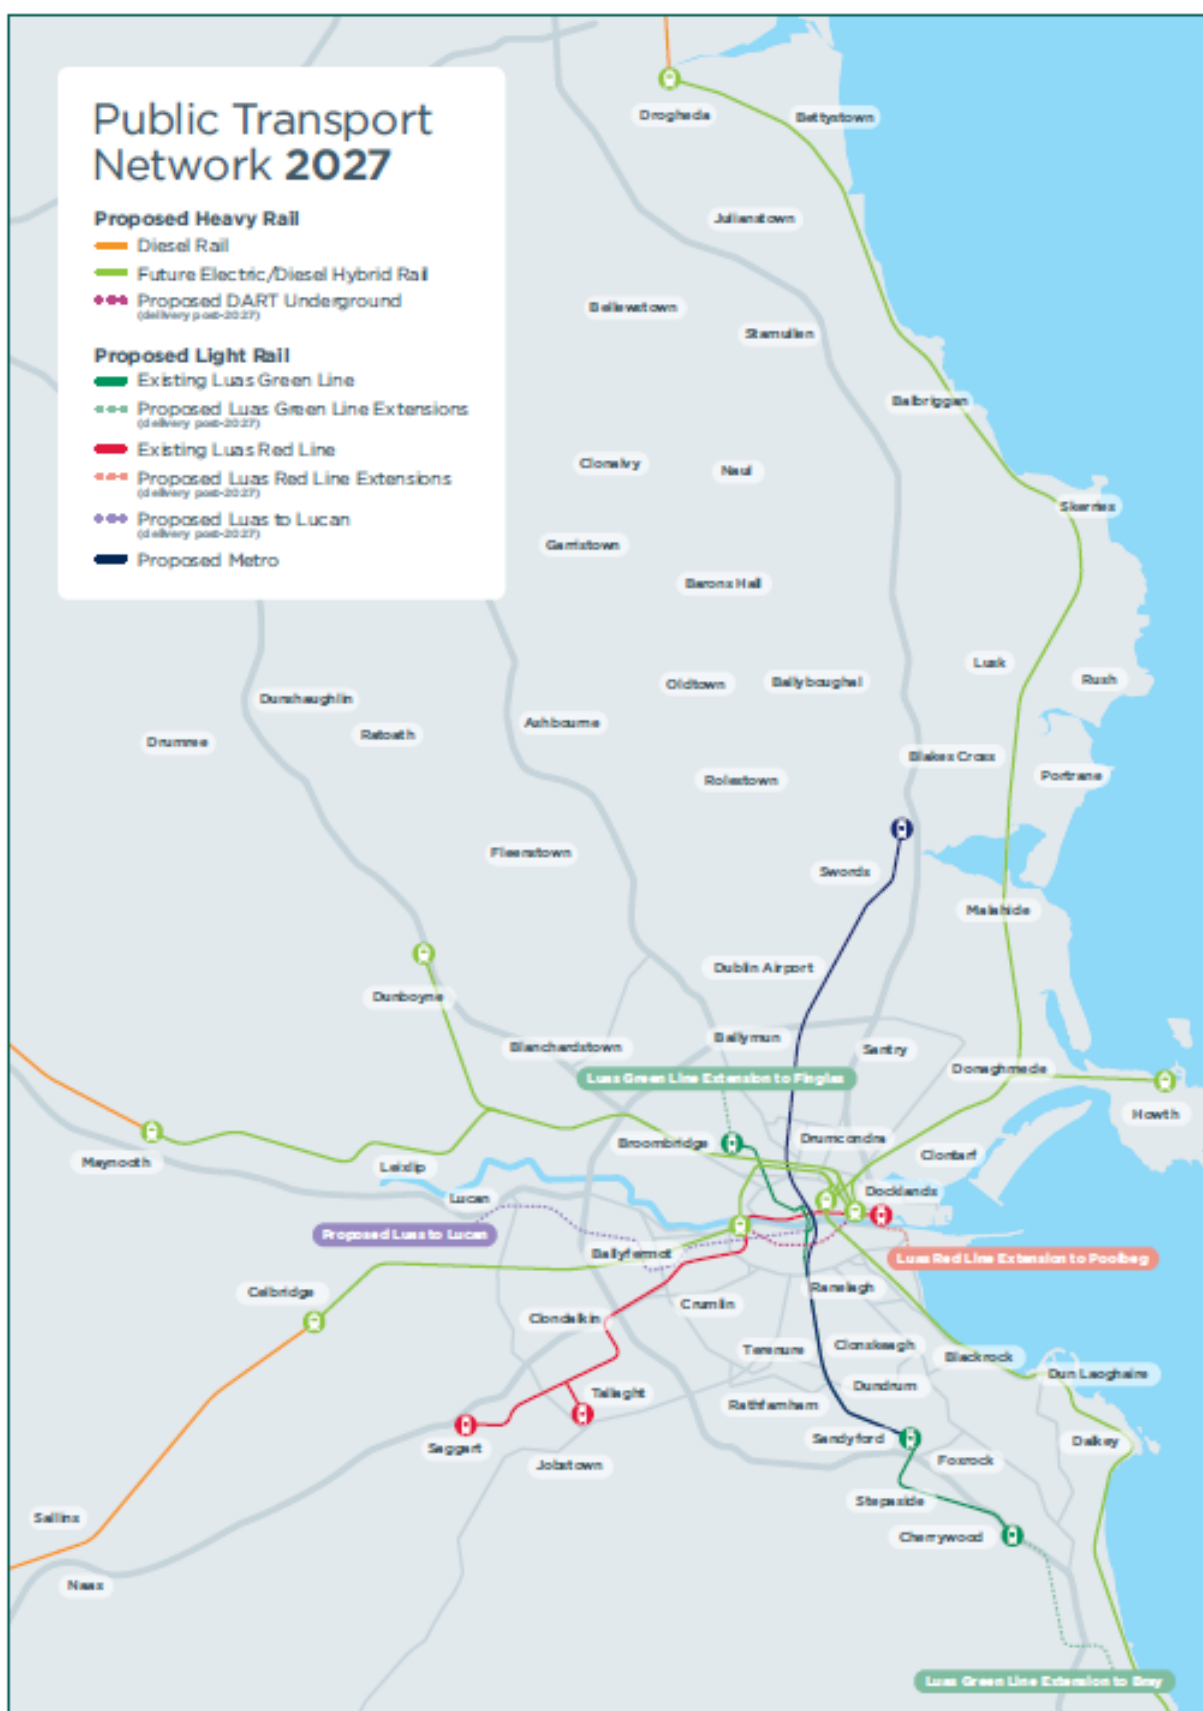 Public Transport
Network 2027
Proposed Heavy Rail
Diesel Rail
Future Electric/Diesel Hybrid Rail
Proposed DART Underground
(delivery post-2027)
Proposed Light Rail
Existing Luas Green Line
Proposed Luas Green Line Extensions
(delivery post-2027)
Existing Luas Red Line
Proposed Luas Red Line Extensions
(delivery post-2027)
Proposed Luas to Lucan
(delivery post-2027)
Proposed Metro
Drogheda
Bettystown
Julianstown
Bellewstown
Stamullen
Balbriggan
Clonalvy
Naul
Skerries
Garristown
Barons Hall
Lusk
Rush
Oldtown
Ballyboughal
Dunshaughlin
Ashbourne
Ratoath
Drumree
Blakes Cross
Portrane
Rolestown
Fleenstown
Swords
Malahide
Dublin Airport
Dunboyne
Ballymun
Blanchardstown
Santry
Donaghmede
Luas Green Line Extension to Finglas
Howth
Broombridge
Drumcondra
Clontarf
Maynooth
Leixlip
Lucan
Docklands
Proposed Luas to Lucan
Ballyfermot
Luas Red Line Extension to Poolbeg
Celbridge
Ranelagh
Crumlin
Clondalkin
Terenure
Clonskeagh
Blackrock
Dun Laoghaire
Tallaght
Dundrum
Rathfarnham
Sandyford
Dalkey
Saggart
Foxrock
Jobstown
Stepaside
Sallins
Cherrywood
Naas
Luas Green Line Extension to Bray